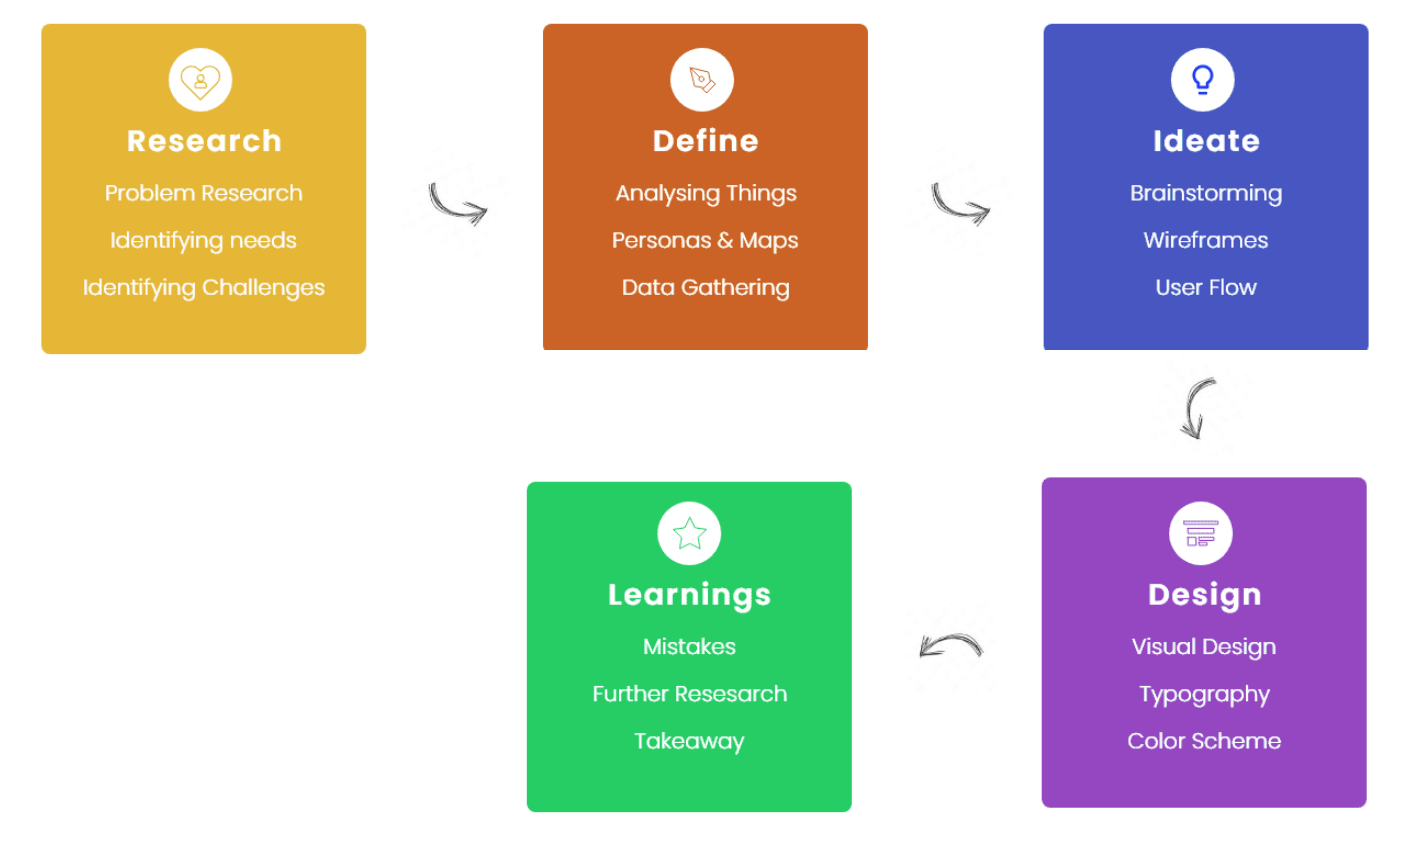 Research
Problem Research
Identifying needs
Identifying Challenges
Define
Analysing Things
Personas & Maps
Data Gathering
Ideate
Brainstorming
Wireframes
User Flow
Design
Visual Design
Typography
Color Scheme
Learnings
Mistakes
Further Resesarch
Takeaway